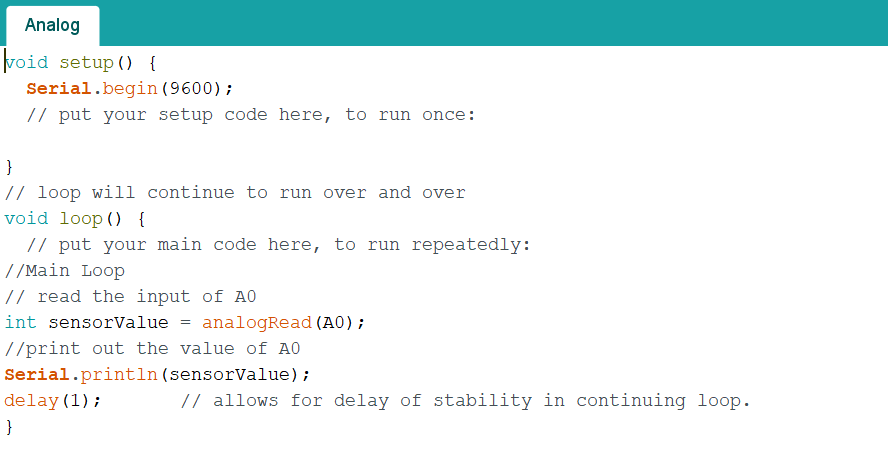 Analog
void setup() {
  Serial.begin(9600);
  // put your setup code here, to run once:

}
// loop will continue to run over and over
void loop() {
  // put your main code here, to run repeatedly:
//Main Loop
// read the input of A0
int sensorValue = analogRead(A0);
//print out the value of A0
Serial.println(sensorValue);
delay(1);       // allows for delay of stability in continuing loop.
}